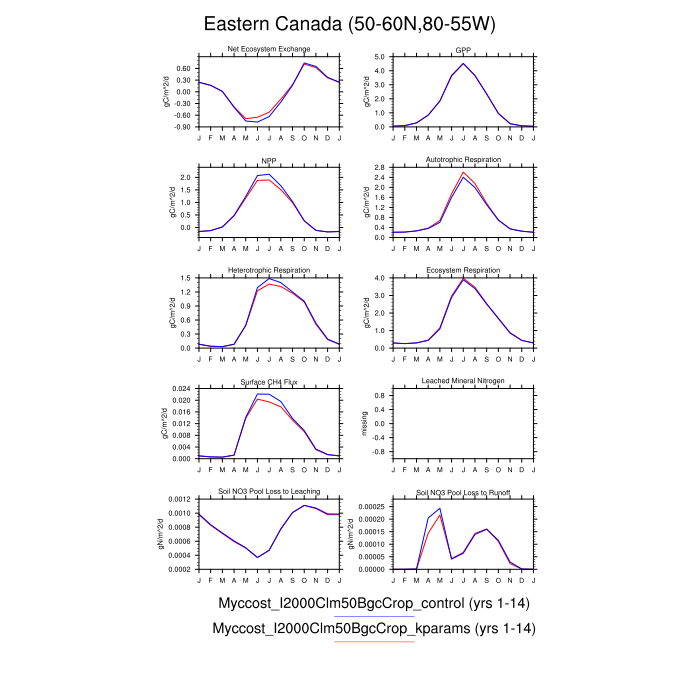 Eastern Canada (50-60N,80-55W)
Net Ecosystem Exchange
gC/m^2/d
0.60
0.30
0.00
-0.30
-0.60
-0.90
J F M A M J J A S O N D J
GPP
gC/m^2/d
5.0
4.0
3.0
2.0
1.0
0.0
J F M A M J J A S O N D J
NPP
gC/m^2/d
2.0
1.5
1.0
0.5
0.0
J F M A M J J A S O N D J
Autotrophic Respiration
gC/m^2/d
2.8
2.4
2.0
1.6
1.2
0.8
0.4
0.0
J F M A M J J A S O N D J
Heterotrophic Respiration
gC/m^2/d
1.5
1.2
0.9
0.6
0.3
0.0
J F M A M J J A S O N D J
Ecosystem Respiration
gC/m^2/d
4.0
3.0
2.0
1.0
0.0
J F M A M J J A S O N D J
Surface CH4 Flux
gC/m^2/d
0.024
0.020
0.016
0.012
0.008
0.004
0.000
J F M A M J J A S O N D J
Leached Mineral Nitrogen
missing
0.8
0.4
0.0
-0.4
-0.8
J F M A M J J A S O N D J
Soil NO3 Pool Loss to Leaching
gN/m^2/d
0.0012
0.0010
0.0008
0.0006
0.0004
0.0002
J F M A M J J A S O N D J
Soil NO3 Pool Loss to Runoff
gN/m^2/d
0.00025
0.00020
0.00015
0.00010
0.00005
0.00000
J F M A M J J A S O N D J
Myccost_I2000Clm50BgcCrop_control (yrs 1-14)
Myccost_I2000Clm50BgcCrop_kparams (yrs 1-14)